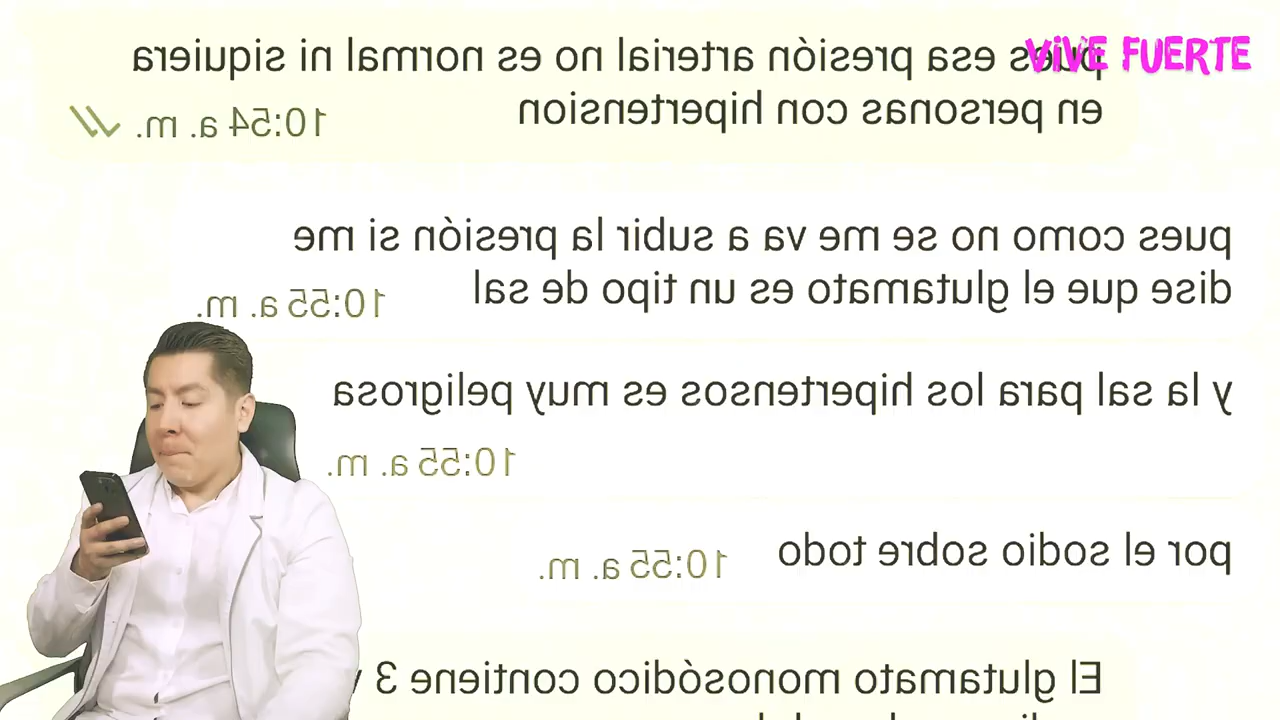 ViVE FUERTE
pues esa presión arterial no es normal ni siquiera
en personas con hipertension
10:54 a. m.
pues como no se me va a subir la presión si me
dise que el glutamato es un tipo de sal
10:55 a. m.
y la sal para los hipertensos es muy peligrosa
10:55 a. m.
por el sodio sobre todo
10:55 a. m.
El glutamato monosódico contiene 3